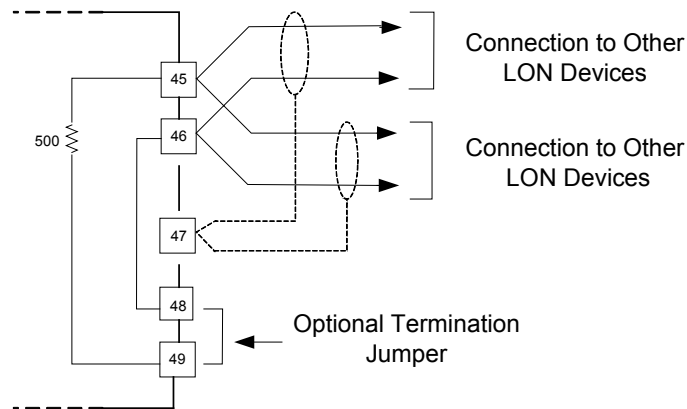 45
Connection to Other
LON Devices
500
46
Connection to Other
LON Devices
47
48
Optional Termination
Jumper
49